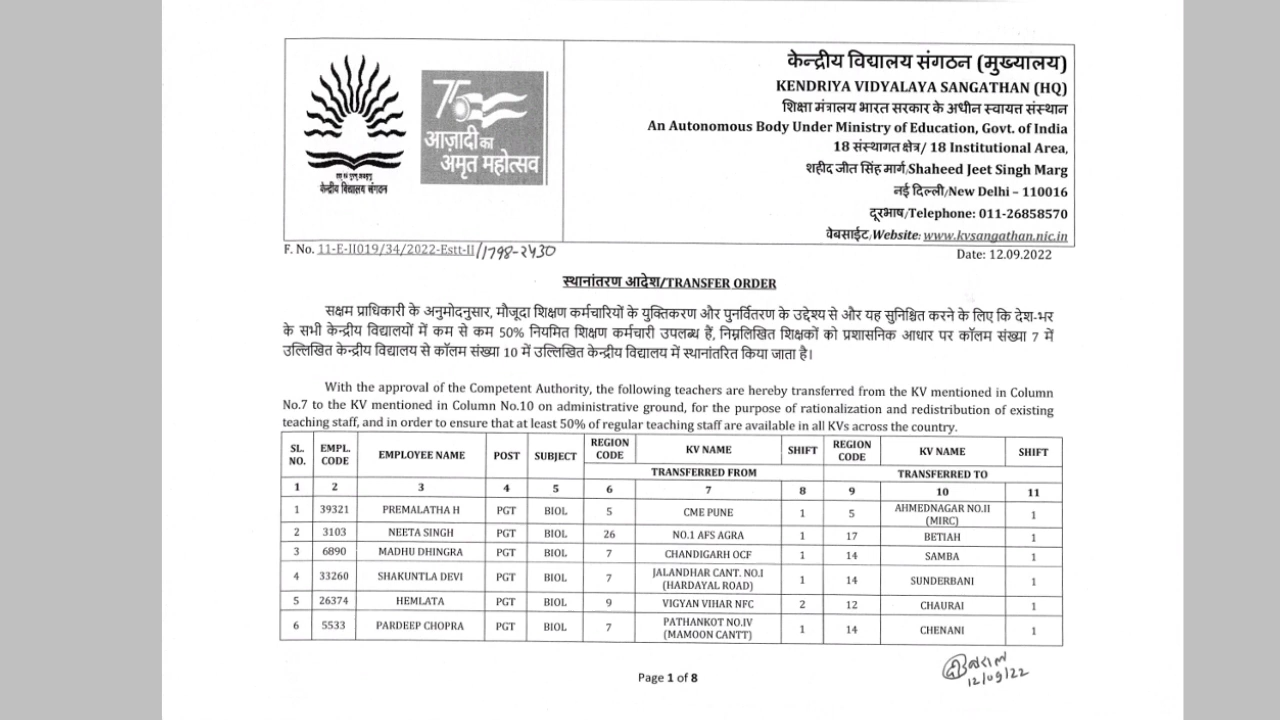 केन्द्रीय विद्यालय संगठन
75
आज़ादी का
अमृत महोत्सव
केन्द्रीय विद्यालय संगठन (मुख्यालय)
KENDRIYA VIDYALAYA SANGATHAN (HQ)
शिक्षा मंत्रालय भारत सरकार के अधीन स्वायत्त संस्थान
An Autonomous Body Under Ministry of Education, Govt. of India
18 संस्थागत क्षेत्र/ 18 Institutional Area,
शहीद जीत सिंह मार्ग/Shaheed Jeet Singh Marg
नई दिल्ली/New Delhi – 110016
दूरभाष/Telephone: 011-26858570
वेबसाईट/Website: www.kvsangathan.nic.in
F. No. 11-E-II019/34/2022-Estt-II/1798-2430
Date: 12.09.2022
स्थानांतरण आदेश/TRANSFER ORDER
सक्षम प्राधिकारी के अनुमोदनुसार, मौजूदा शिक्षण कर्मचारियों के युक्तिकरण और पुनर्वितरण के उद्देश्य से और यह सुनिश्चित करने के लिए कि देश-भर
के सभी केन्द्रीय विद्यालयों में कम से कम 50% नियमित शिक्षण कर्मचारी उपलब्ध हैं, निम्नलिखित शिक्षकों को प्रशासनिक आधार पर कॉलम संख्या 7 में
उल्लिखित केन्द्रीय विद्यालय से कॉलम संख्या 10 में उल्लिखित केन्द्रीय विद्यालय में स्थानांतरित किया जाता है।
With the approval of the Competent Authority, the following teachers are hereby transferred from the KV mentioned in Column
No.7 to the KV mentioned in Column No.10 on administrative ground, for the purpose of rationalization and redistribution of existing
teaching staff, and in order to ensure that at least 50% of regular teaching staff are available in all KVs across the country.
SL. NO. EMPL. CODE EMPLOYEE NAME POST SUBJECT REGION CODE KV NAME SHIFT REGION CODE KV NAME SHIFT
TRANSFERRED FROM TRANSFERRED TO
1 2 3 4 5 6 7 8 9 10 11
1 39321 PREMALATHA H PGT BIOL 5 CME PUNE 1 5 AHMEDNAGAR NO.II (MIRC) 1
2 3103 NEETA SINGH PGT BIOL 26 NO.1 AFS AGRA 1 17 BETIAH 1
3 6890 MADHU DHINGRA PGT BIOL 7 CHANDIGARH OCF 1 14 SAMBA 1
4 33260 SHAKUNTLA DEVI PGT BIOL 7 JALANDHAR CANT. NO.I (HARDAYAL ROAD) 1 14 SUNDERBANI 1
5 26374 HEMLATA PGT BIOL 9 VIGYAN VIHAR NFC 2 12 CHAURAI 1
6 5533 PARDEEP CHOPRA PGT BIOL 7 PATHANKOT NO.IV (MAMOON CANTT) 1 14 CHENANI 1
12/09/22
Page 1 of 8